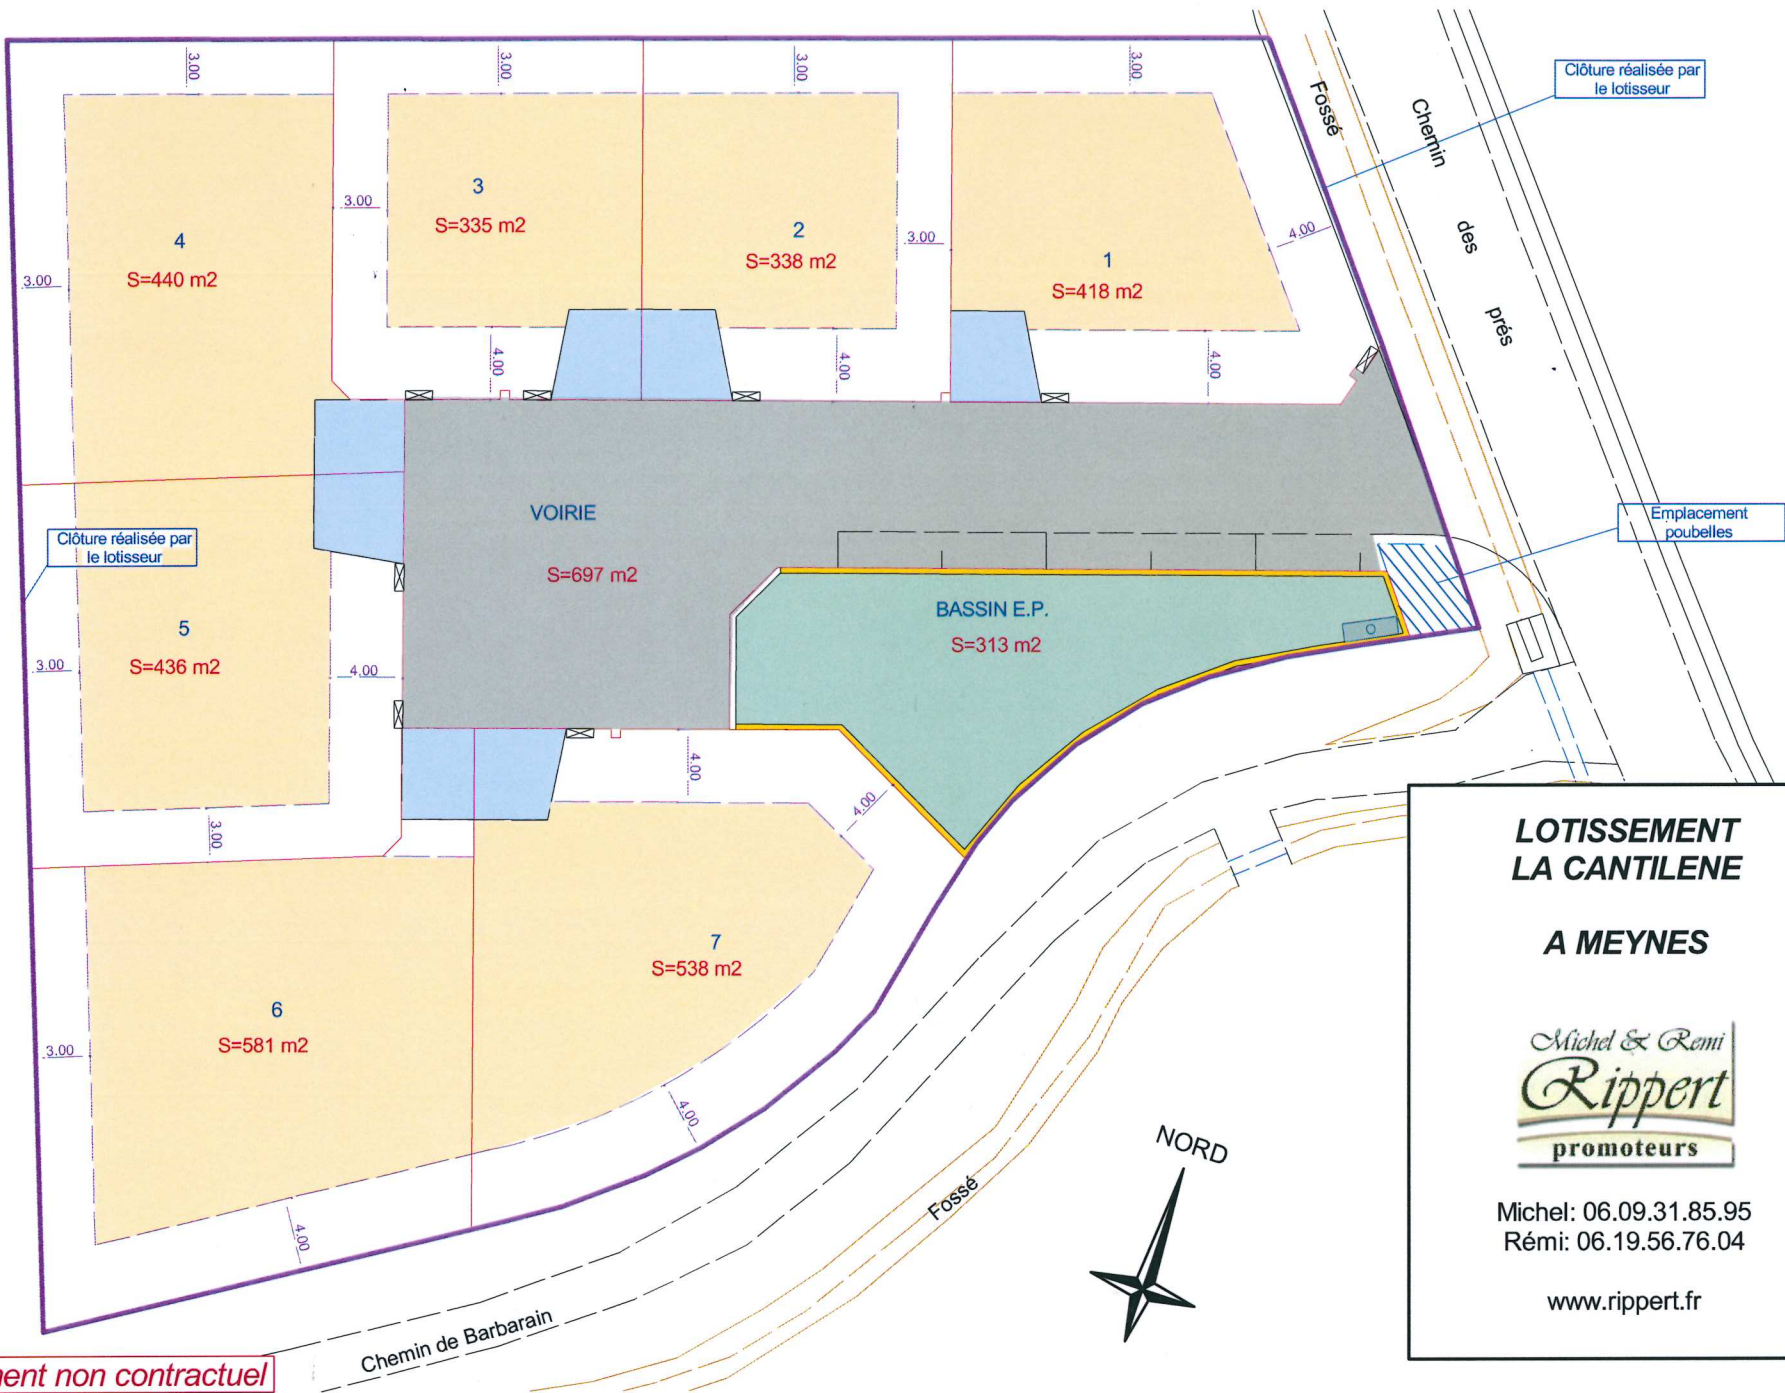 3.00
3.00
3.00
3.00
Clôture réalisée par
le lotisseur
Fossé
Chemin
des
prés
4
S=440 m2
3.00
3.00
3
S=335 m2
2
S=338 m2
3.00
1
S=418 m2
4.00
4.00
4.00
4.00
VOIRIE
S=697 m2
Clôture réalisée par
le lotisseur
Emplacement
poubelles
BASSIN E.P.
S=313 m2
5
S=436 m2
3.00
4.00
3.00
4.00
4.00
7
S=538 m2
6
S=581 m2
3.00
4.00
4.00
Fossé
Chemin de Barbarain
NORD
LOTISSEMENT
LA CANTILENE
A MEYNES
Michel & Remi
Rippert
promoteurs
Michel: 06.09.31.85.95
Rémi: 06.19.56.76.04
www.rippert.fr
ment non contractuel